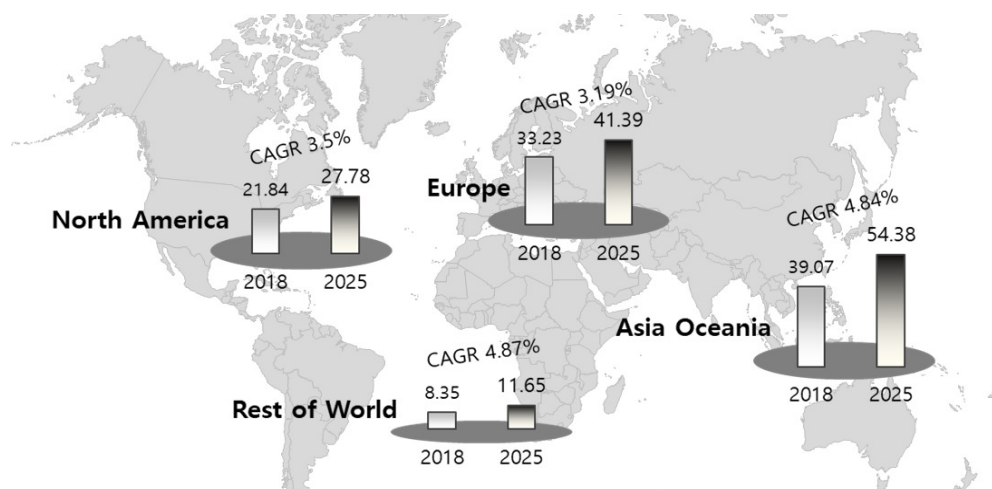 North America
CAGR 3.5%
21.84
27.78
2018
2025
Europe
CAGR 3.19%
33.23
41.39
2018
2025
Asia Oceania
CAGR 4.84%
39.07
54.38
2018
2025
Rest of World
CAGR 4.87%
8.35
11.65
2018
2025